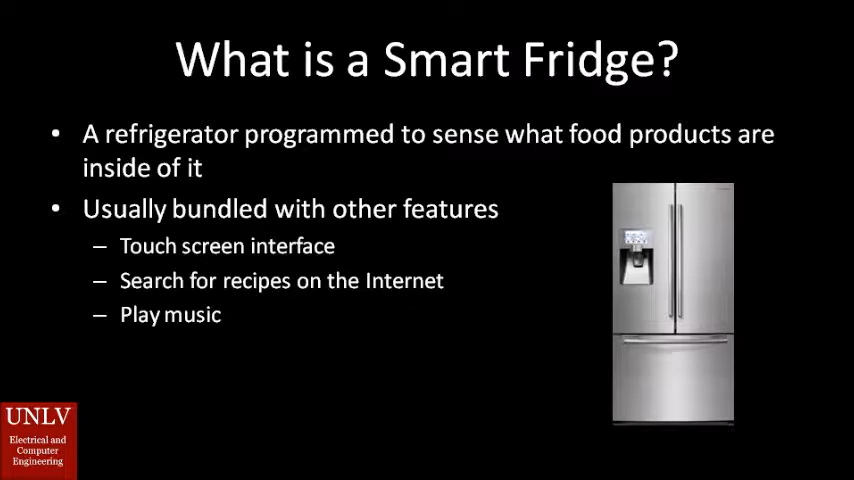 What is a Smart Fridge?
• A refrigerator programmed to sense what food products are
inside of it
• Usually bundled with other features
– Touch screen interface
– Search for recipes on the Internet
– Play music
UNLV
Electrical and
Computer
Engineering